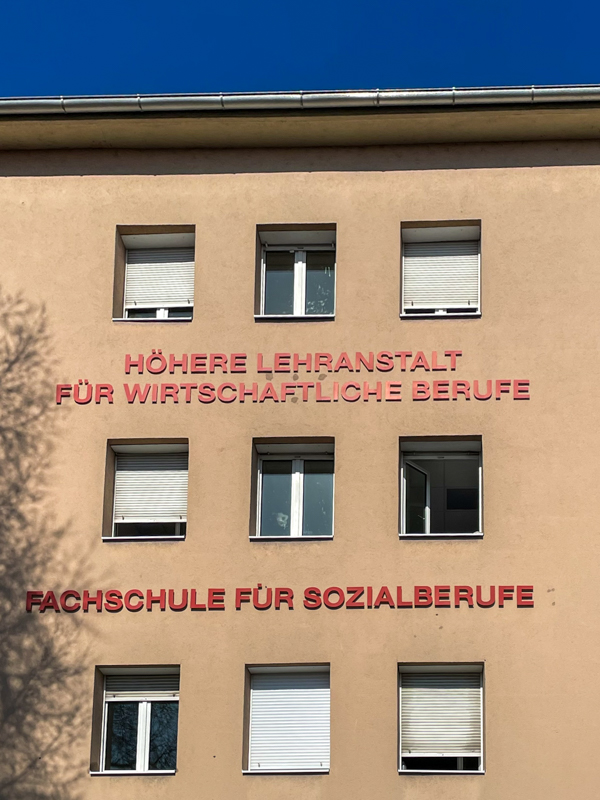 HÖHERE LEHRANSTALT
FÜR WIRTSCHAFTLICHE BERUFE
FACHSCHULE FÜR SOZIALBERUFE